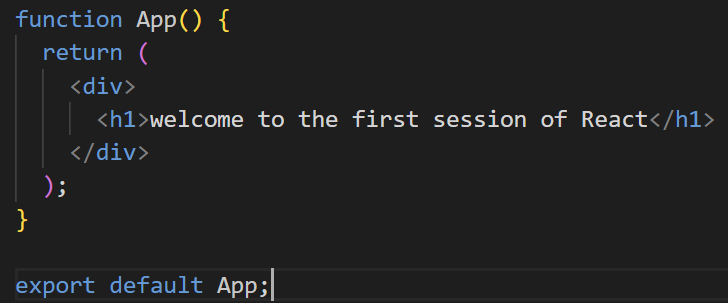 function App() {
  return (
    <div>
      <h1>welcome to the first session of React</h1>
    </div>
  );
}
export default App;